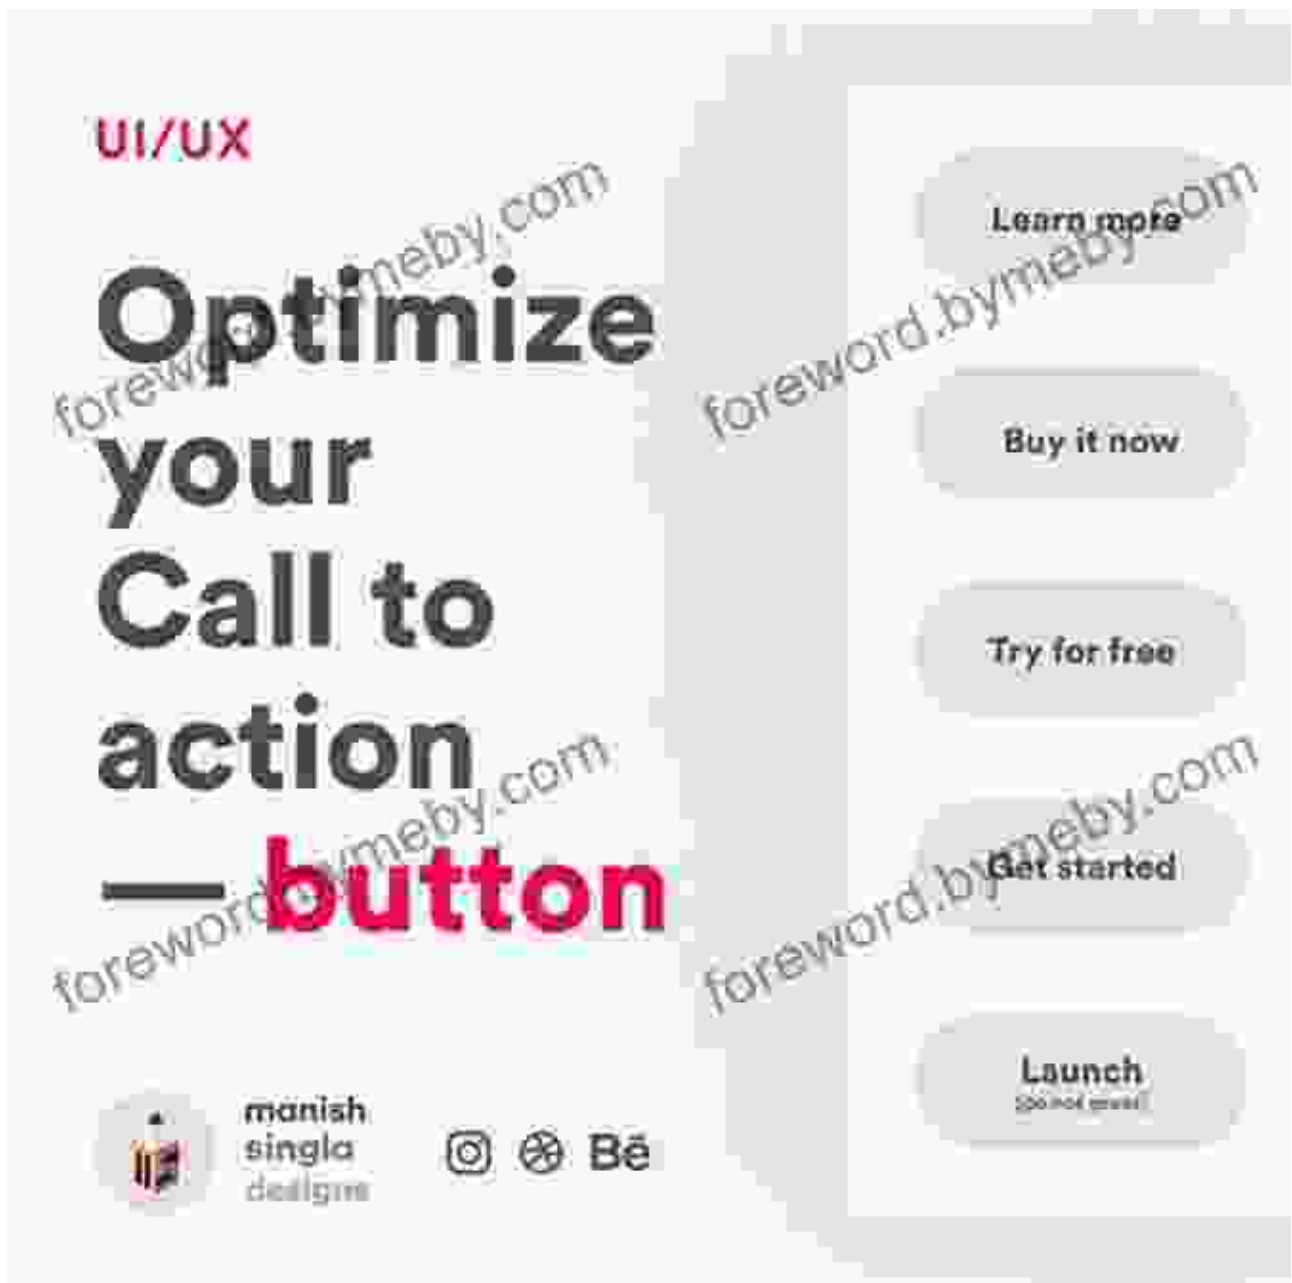 UI/UX
Optimize
your
Call to
action
— button
manish
singla
designs
Bē
Learn more
Buy it now
Try for free
Get started
Launch
foreword.bymeby.com
foreword.bymeby.com
foreword.bymeby.com
foreword.bymeby.com